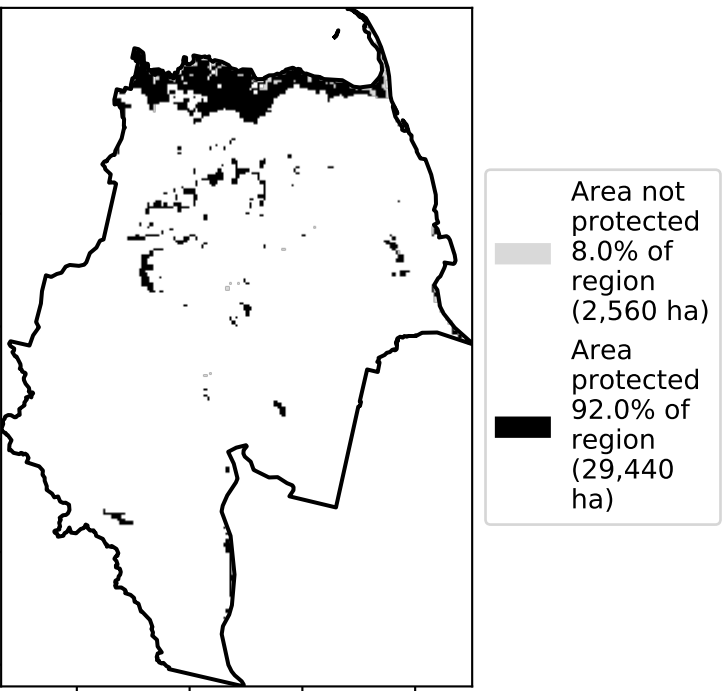 Area not
protected
8.0% of
region
(2,560 ha)
Area
protected
92.0% of
region
(29,440
ha)